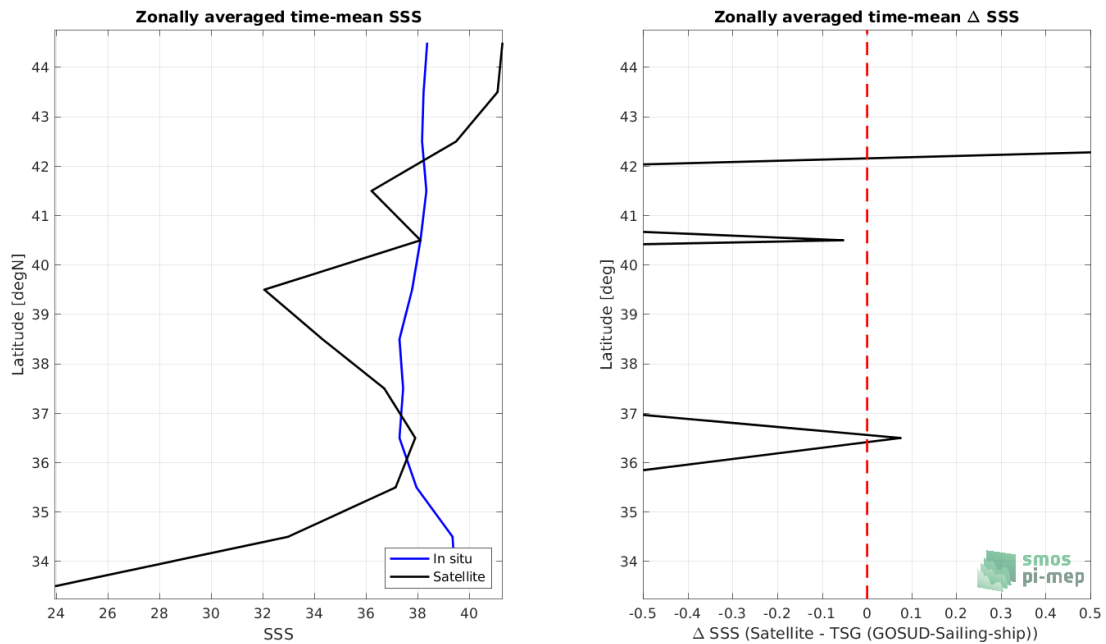 Zonally averaged time-mean SSS
44
43
42
41
40
39
38
37
36
35
34
Latitude [degN]
24 26 28 30 32 34 36 38 40
SSS
In situ
Satellite
Zonally averaged time-mean Δ SSS
44
43
42
41
40
39
38
37
36
35
34
Latitude [deg]
-0.5 -0.4 -0.3 -0.2 -0.1 0 0.1 0.2 0.3 0.4 0.5
Δ SSS (Satellite - TSG (GOSUD-Sailing-ship))
smos
pi-mep